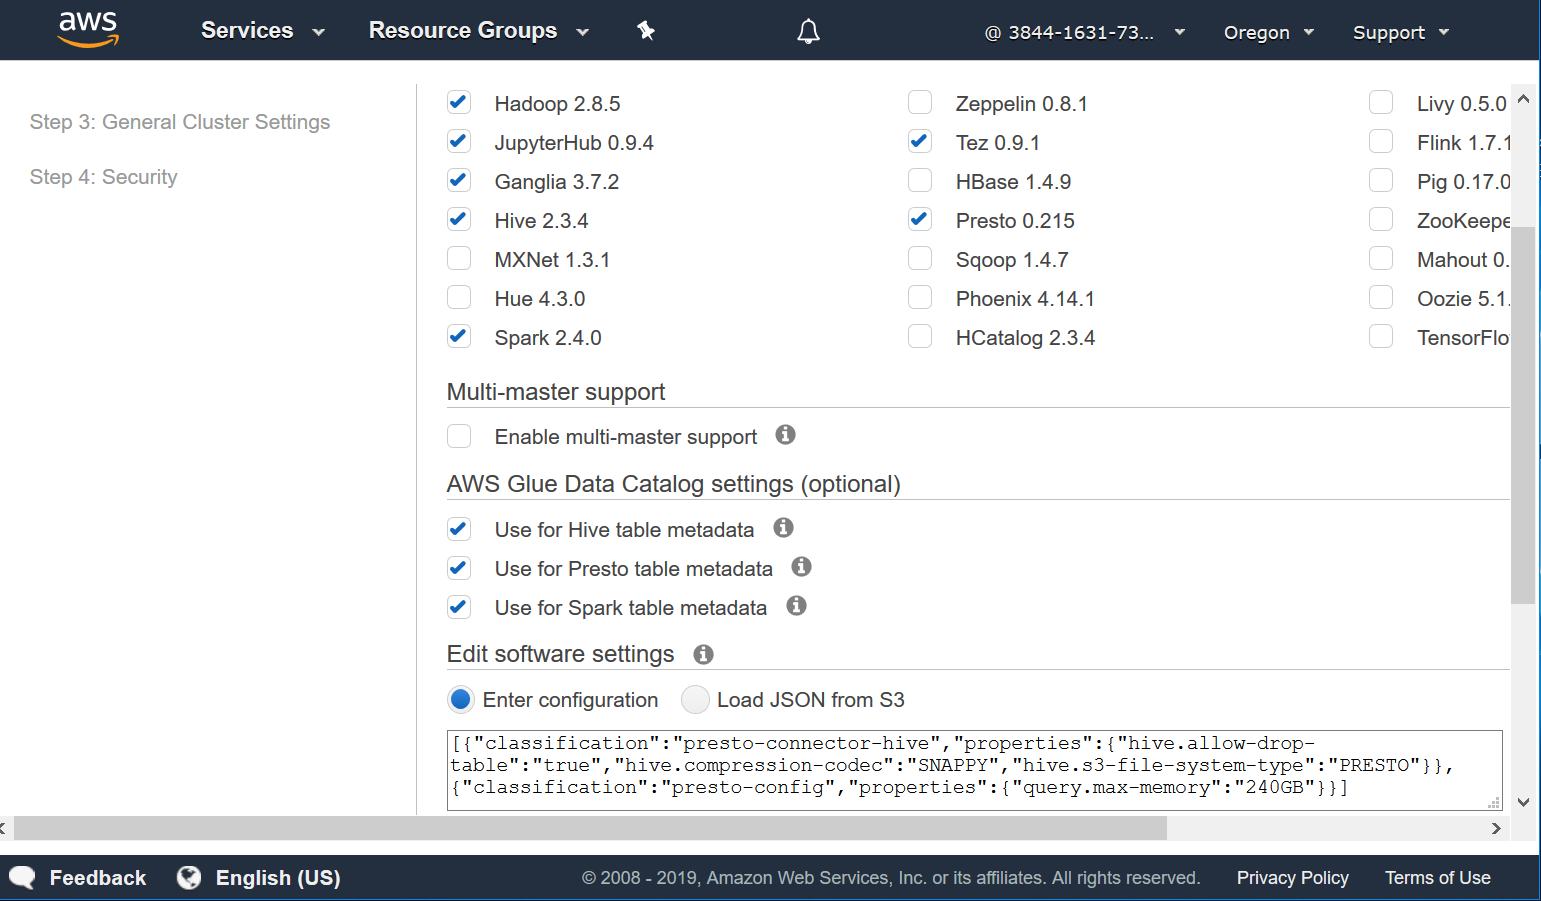 aws
Services
Resource Groups
@ 3844-1631-73...
Oregon
Support
Step 3: General Cluster Settings
Step 4: Security
Hadoop 2.8.5
Zeppelin 0.8.1
Livy 0.5.0
JupyterHub 0.9.4
Tez 0.9.1
Flink 1.7.1
Ganglia 3.7.2
HBase 1.4.9
Pig 0.17.0
Hive 2.3.4
Presto 0.215
ZooKeepe
MXNet 1.3.1
Sqoop 1.4.7
Mahout 0.
Hue 4.3.0
Phoenix 4.14.1
Oozie 5.1.
Spark 2.4.0
HCatalog 2.3.4
TensorFlo
Multi-master support
Enable multi-master support
AWS Glue Data Catalog settings (optional)
Use for Hive table metadata
Use for Presto table metadata
Use for Spark table metadata
Edit software settings
Enter configuration
Load JSON from S3
[{"classification":"presto-connector-hive","properties":{"hive.allow-drop-
table":"true","hive.compression-codec":"SNAPPY","hive.s3-file-system-type":"PRESTO"}},
{"classification":"presto-config","properties":{"query.max-memory":"240GB"}}]
Feedback
English (US)
© 2008 - 2019, Amazon Web Services, Inc. or its affiliates. All rights reserved.
Privacy Policy
Terms of Use